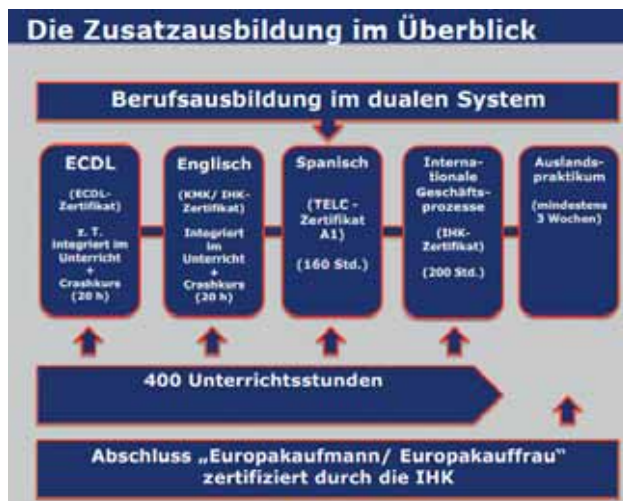 Die Zusatzausbildung im Überblick
Berufsausbildung im dualen System
ECDL
(ECDL-
Zertifikat)
z. T.
integriert im
Unterricht
+
Crashkurs
(20 h)
Englisch
(KMK/ IHK-
Zertifikat)
Integriert
im
Unterricht
+
Crashkurs
(20 h)
Spanisch
(TELC -
Zertifikat
A1)
(160 Std.)
Interna-
tionale
Geschäfts-
prozesse
(IHK-
Zertifikat)
(200 Std.)
Auslands-
praktikum
(mindestens
3 Wochen)
400 Unterrichtsstunden
Abschluss „Europakaufmann/ Europakauffrau“
zertifiziert durch die IHK